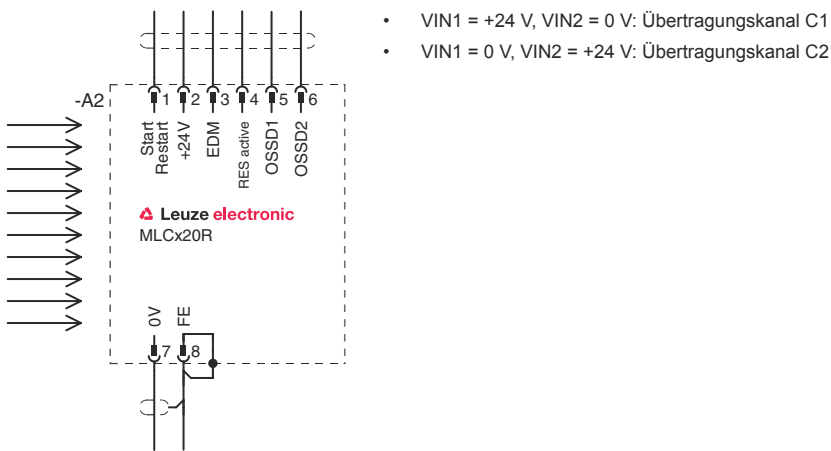 • VIN1 = +24 V, VIN2 = 0 V: Übertragungskanal C1
• VIN1 = 0 V, VIN2 = +24 V: Übertragungskanal C2
-A2
1 2 3 4 5 6
Start
Restart
+24V
EDM
RES active
OSSD1
OSSD2
Leuze electronic
MLCx20R
0V
FE
7 8